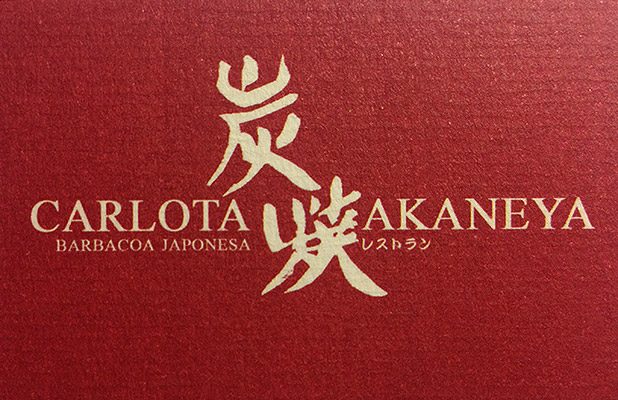 炭焼
CARLOTA AKANEYA
BARBACOA JAPONESA レストラン